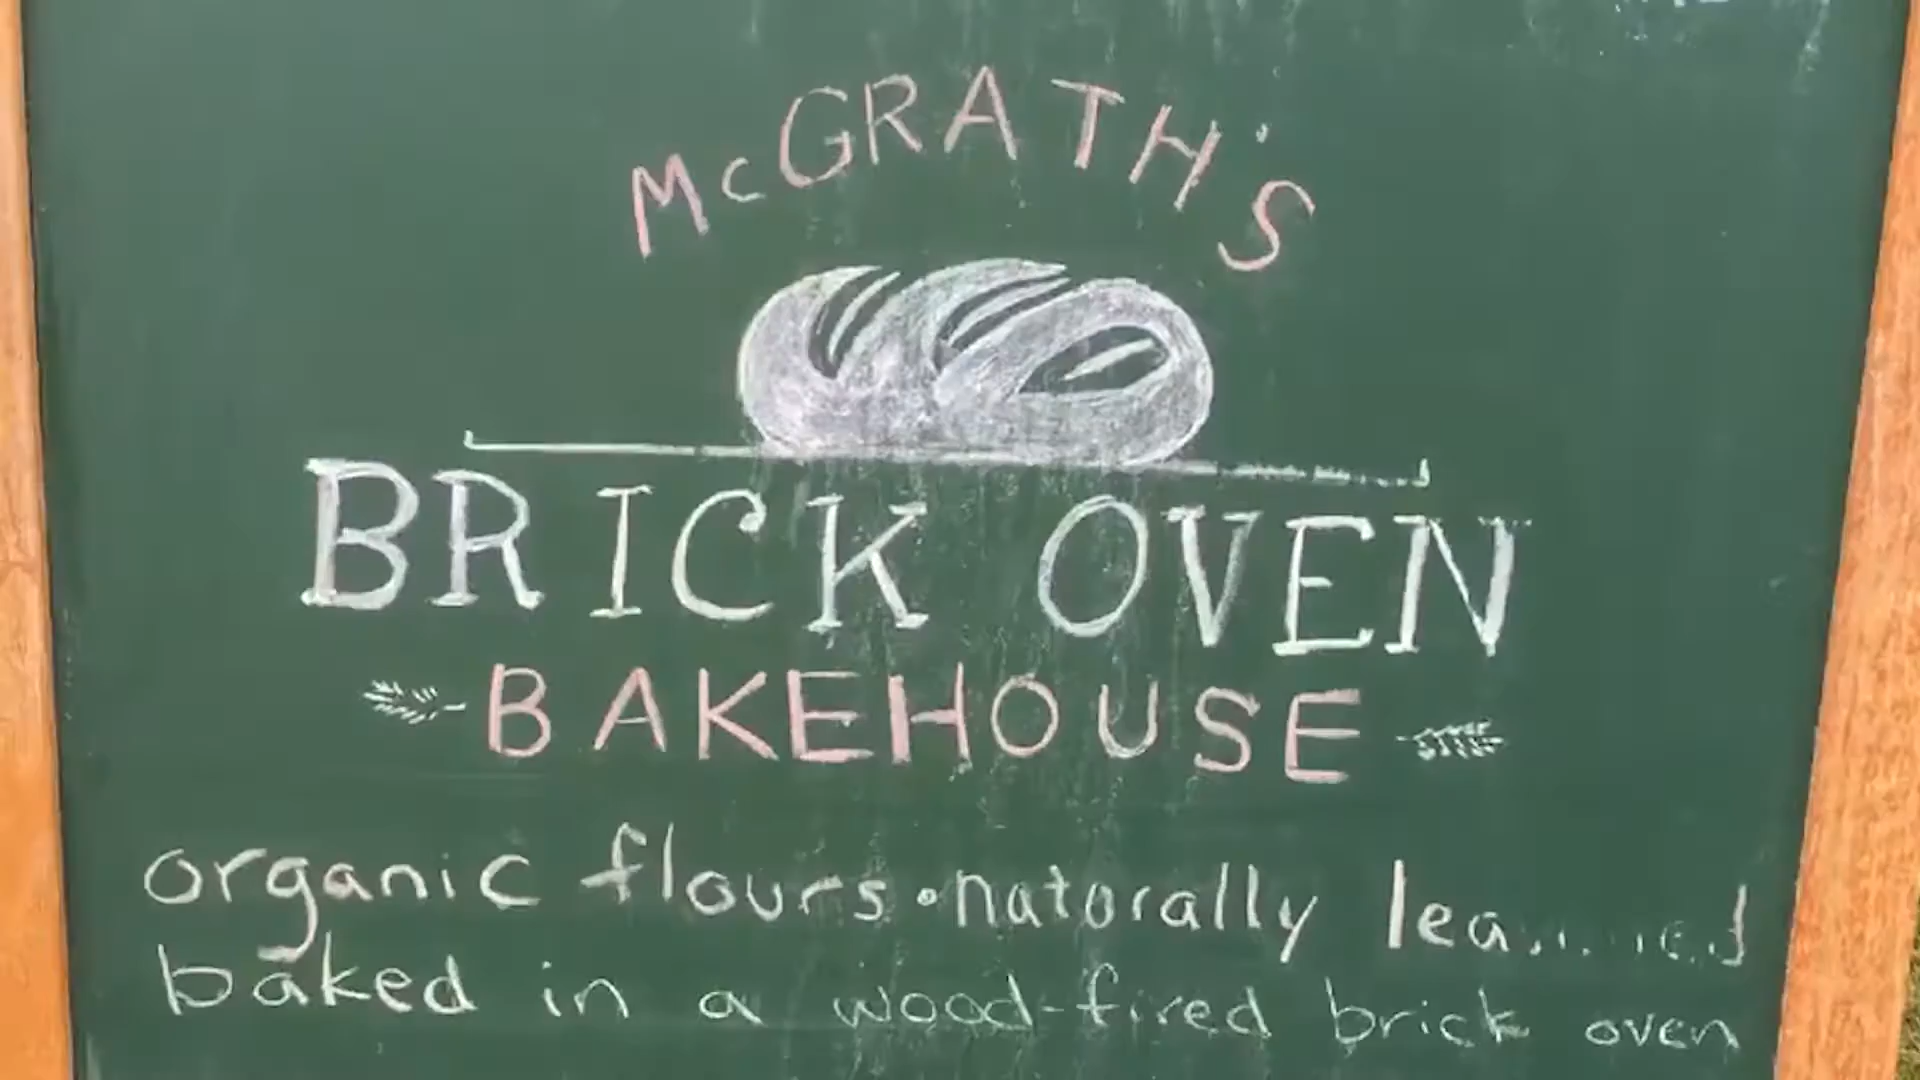 McGRATH'S
BRICK OVEN
BAKEHOUSE
organic flours • naturally
baked in a wood-fired brick oven